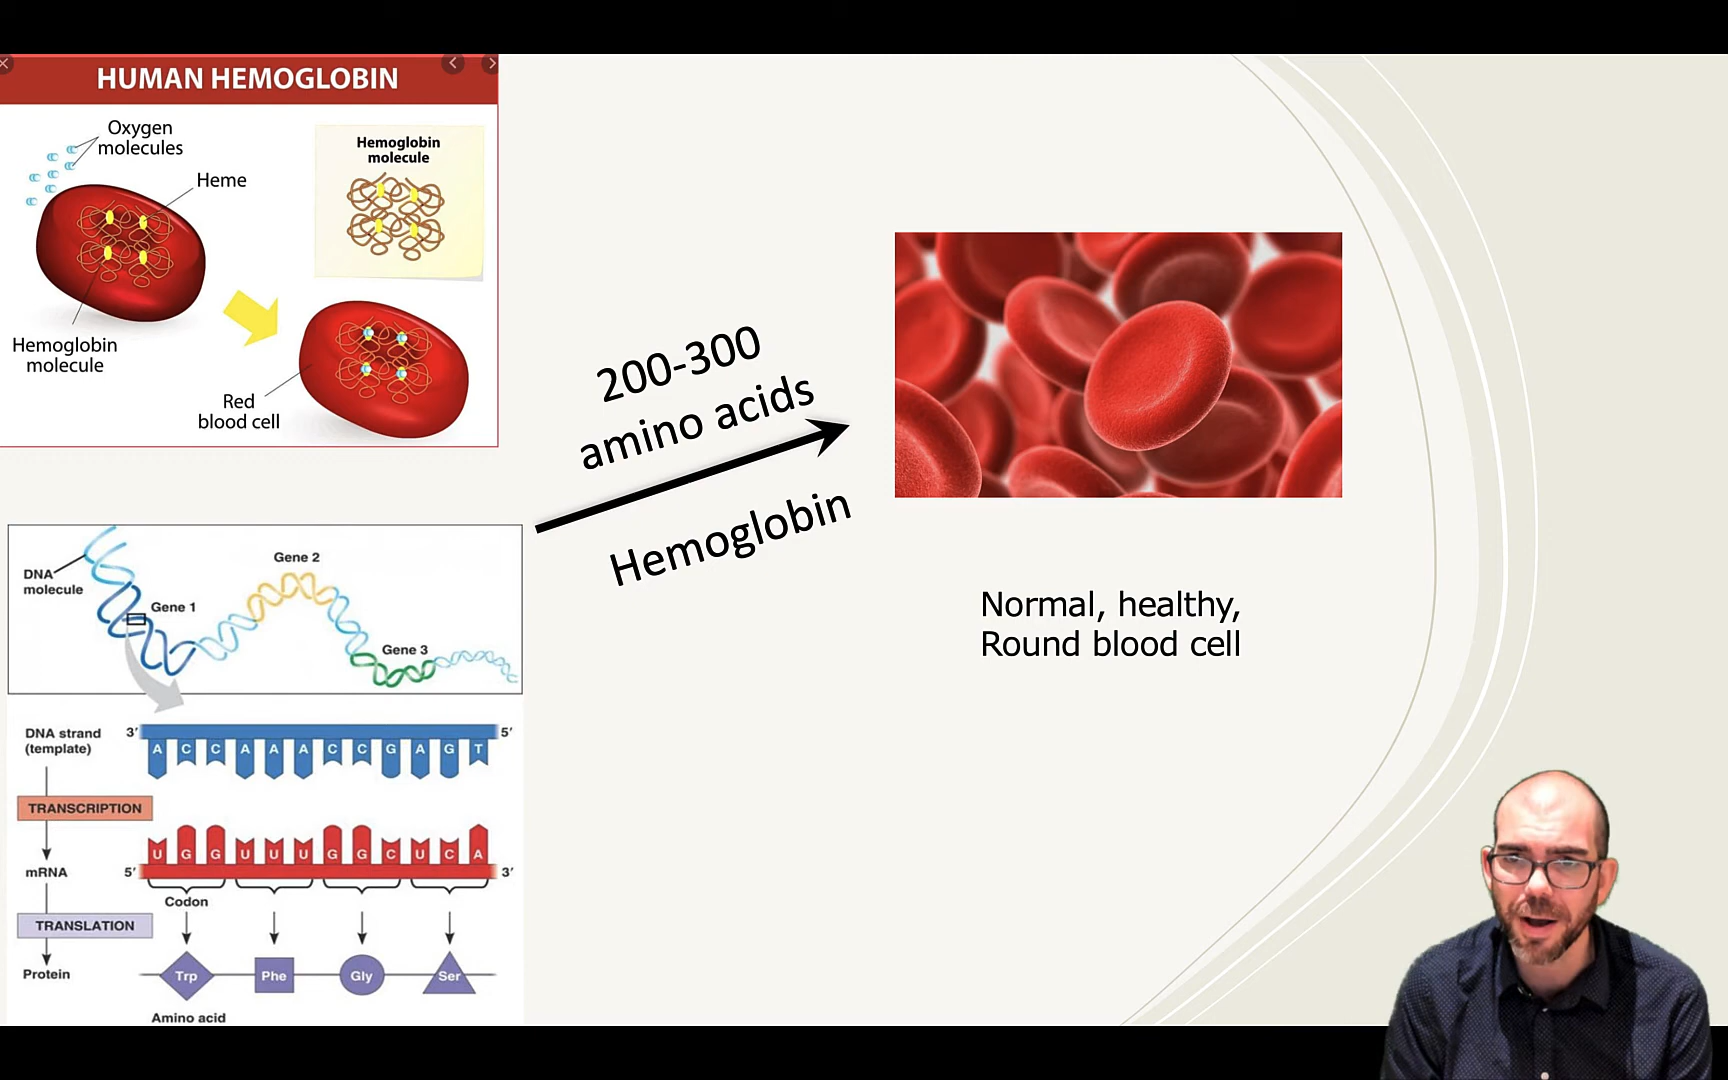 HUMAN HEMOGLOBIN
Oxygen
molecules
Heme
Hemoglobin
molecule
Hemoglobin
molecule
Red
blood cell
200-300
amino acids
Hemoglobin
Normal, healthy,
Round blood cell
DNA
molecule
Gene 1
Gene 2
Gene 3
DNA strand
(template)
3′ A C C A A A C C G A G T 5′
TRANSCRIPTION
mRNA
5′ U G G U U U G G C U C A 3′
Codon
TRANSLATION
Protein
Trp Phe Gly Ser
Amino acid